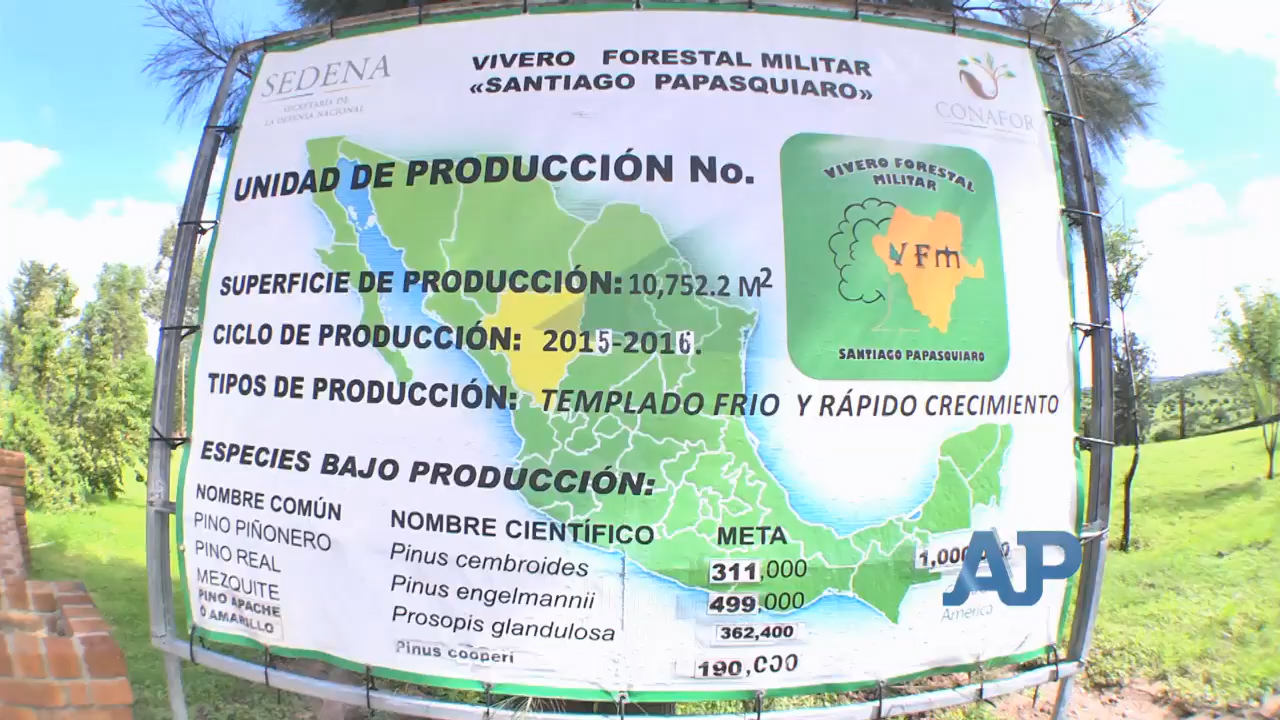 SEDENA
SECRETARÍA DE
LA DEFENSA NACIONAL
VIVERO FORESTAL MILITAR
«SANTIAGO PAPASQUIARO»
CONAFOR
UNIDAD DE PRODUCCIÓN No.
VIVERO FORESTAL
MILITAR
VFm
SANTIAGO PAPASQUIARO
SUPERFICIE DE PRODUCCIÓN: 10,752.2 M²
CICLO DE PRODUCCIÓN: 2015-2016.
TIPOS DE PRODUCCIÓN: TEMPLADO FRIO Y RÁPIDO CRECIMIENTO
ESPECIES BAJO PRODUCCIÓN:
NOMBRE COMÚN NOMBRE CIENTÍFICO META
PINO PIÑONERO Pinus cembroides 311,000
PINO REAL Pinus engelmannii 499,000
MEZQUITE Prosopis glandulosa 362,400
PINO APACHE
O AMARILLO Pinus cooperi 190,000
AP
América